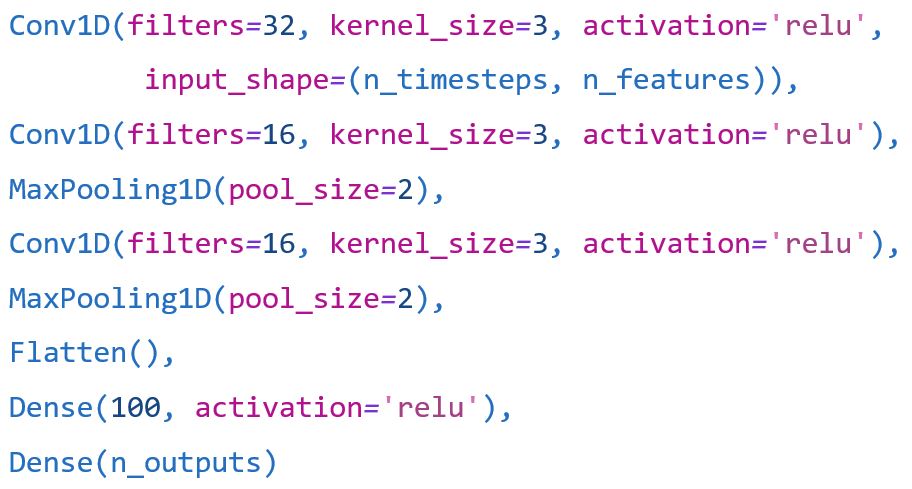 Conv1D(filters=32, kernel_size=3, activation='relu',
input_shape=(n_timesteps, n_features)),
Conv1D(filters=16, kernel_size=3, activation='relu'),
MaxPooling1D(pool_size=2),
Conv1D(filters=16, kernel_size=3, activation='relu'),
MaxPooling1D(pool_size=2),
Flatten(),
Dense(100, activation='relu'),
Dense(n_outputs)